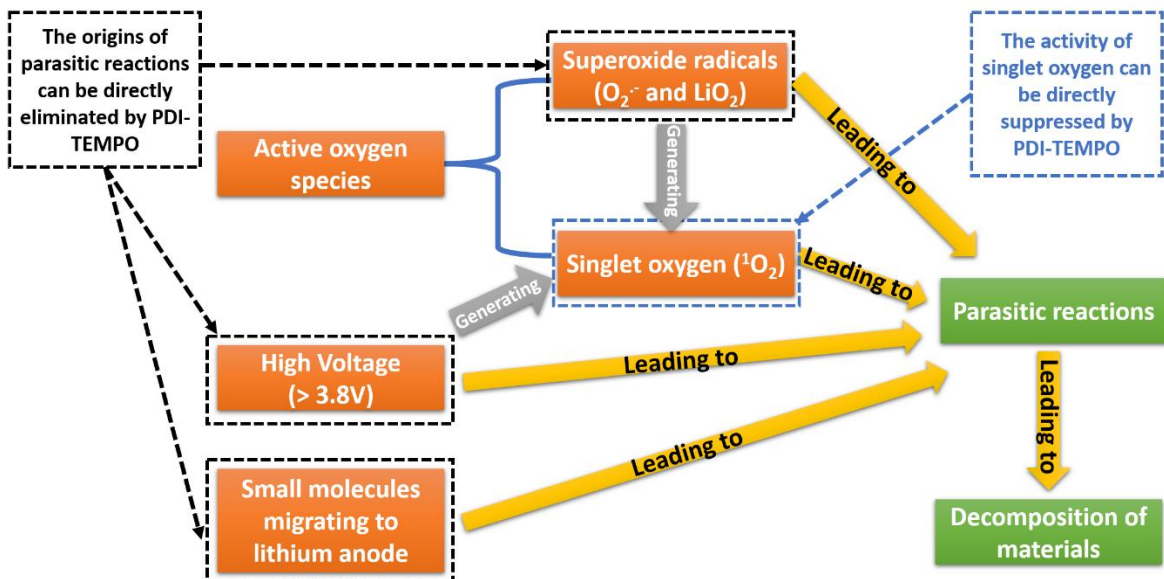 The origins of
parasitic reactions
can be directly
eliminated by PDI-
TEMPO
Superoxide radicals
(O₂·⁻ and LiO₂)
The activity of
singlet oxygen can
be directly
suppressed by
PDI-TEMPO
Active oxygen
species
Generating
Leading to
Singlet oxygen (¹O₂)
Leading to
Generating
Parasitic reactions
High Voltage
(> 3.8V)
Leading to
Leading to
Leading to
Small molecules
migrating to
lithium anode
Decomposition of
materials